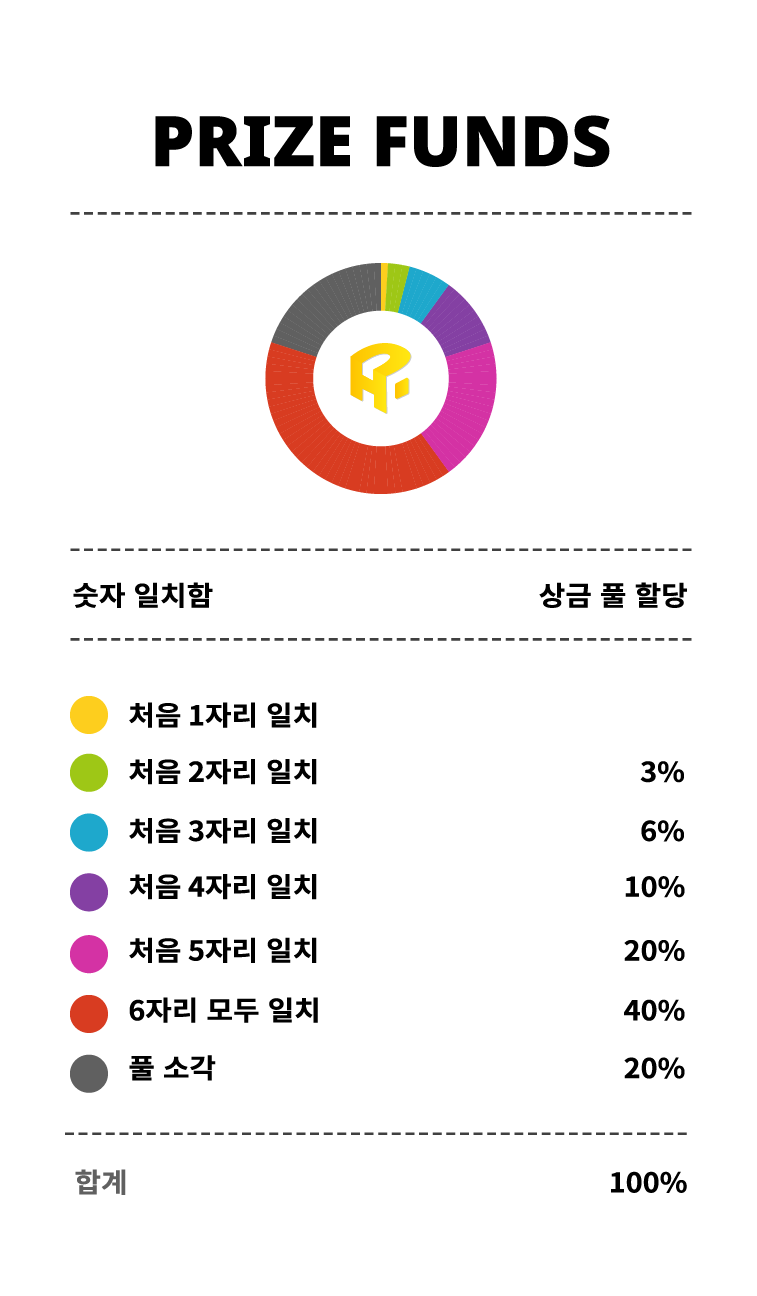 PRIZE FUNDS
숫자 일치함 상금 풀 할당
처음 1자리 일치
처음 2자리 일치 3%
처음 3자리 일치 6%
처음 4자리 일치 10%
처음 5자리 일치 20%
6자리 모두 일치 40%
풀 소각 20%
합계 100%